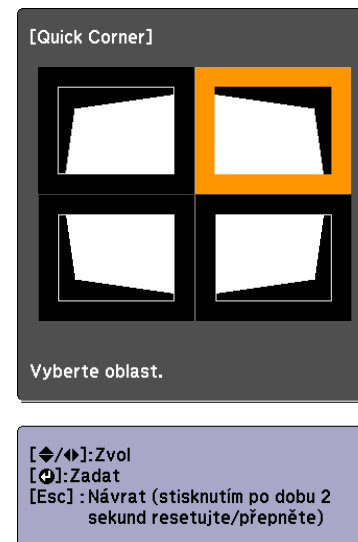 [Quick Corner]
Vyberte oblast.
[◆/◆]:Zvol
[⏎]:Zadat
[Esc] : Návrat (stisknutím po dobu 2
sekund resetujte/přepněte)